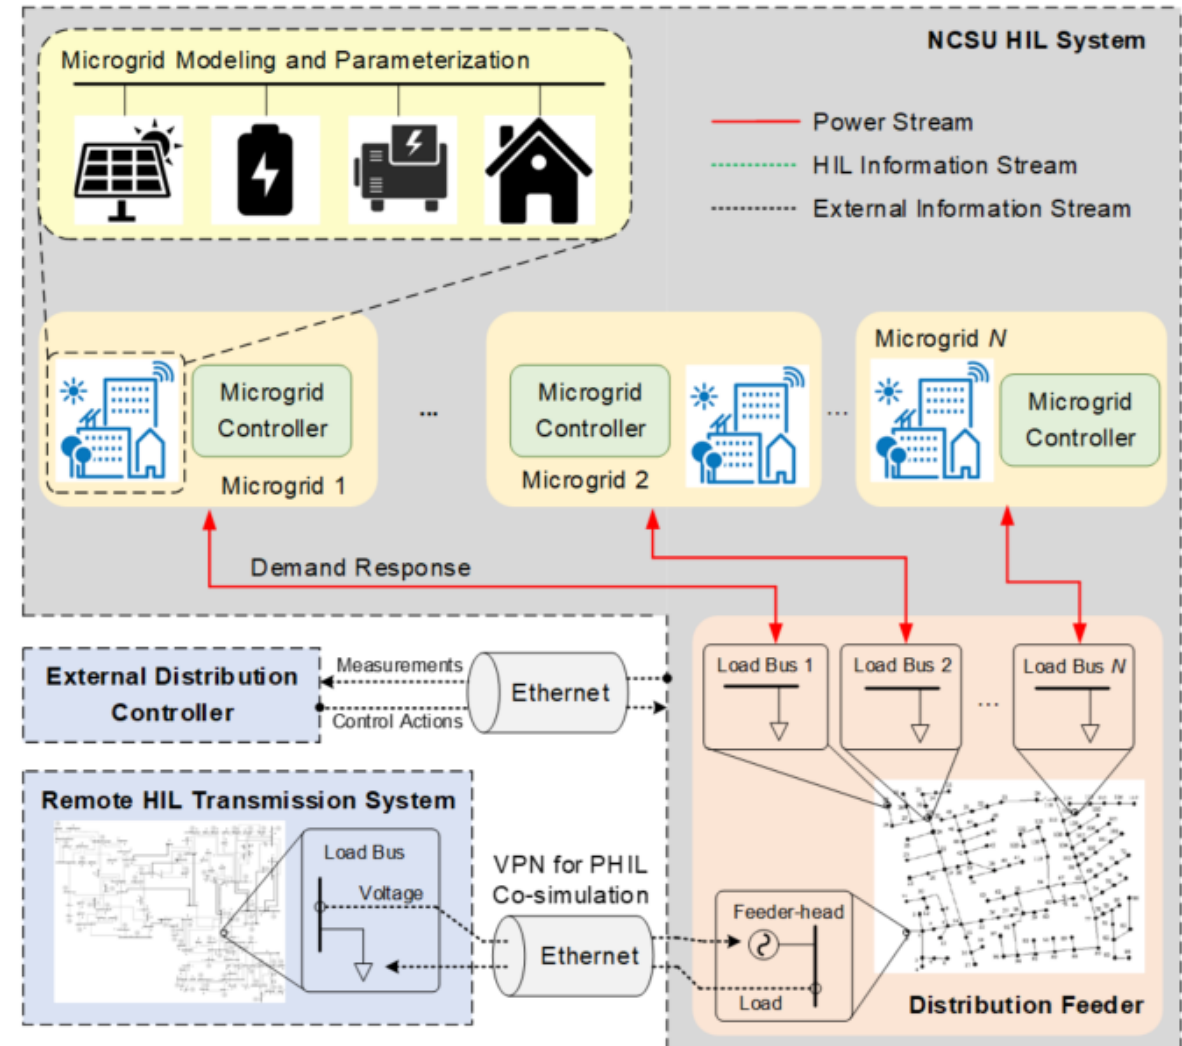 NCSU HIL System
Microgrid Modeling and Parameterization
Power Stream
HIL Information Stream
External Information Stream
Microgrid
Controller
Microgrid 1
...
Microgrid
Controller
Microgrid 2
...
Microgrid N
Microgrid
Controller
Demand Response
External Distribution
Controller
Measurements
Control Actions
Ethernet
Load Bus 1
Load Bus 2
...
Load Bus N
Remote HIL Transmission System
Load Bus
Voltage
VPN for PHIL
Co-simulation
Ethernet
Feeder-head
Load
Distribution Feeder